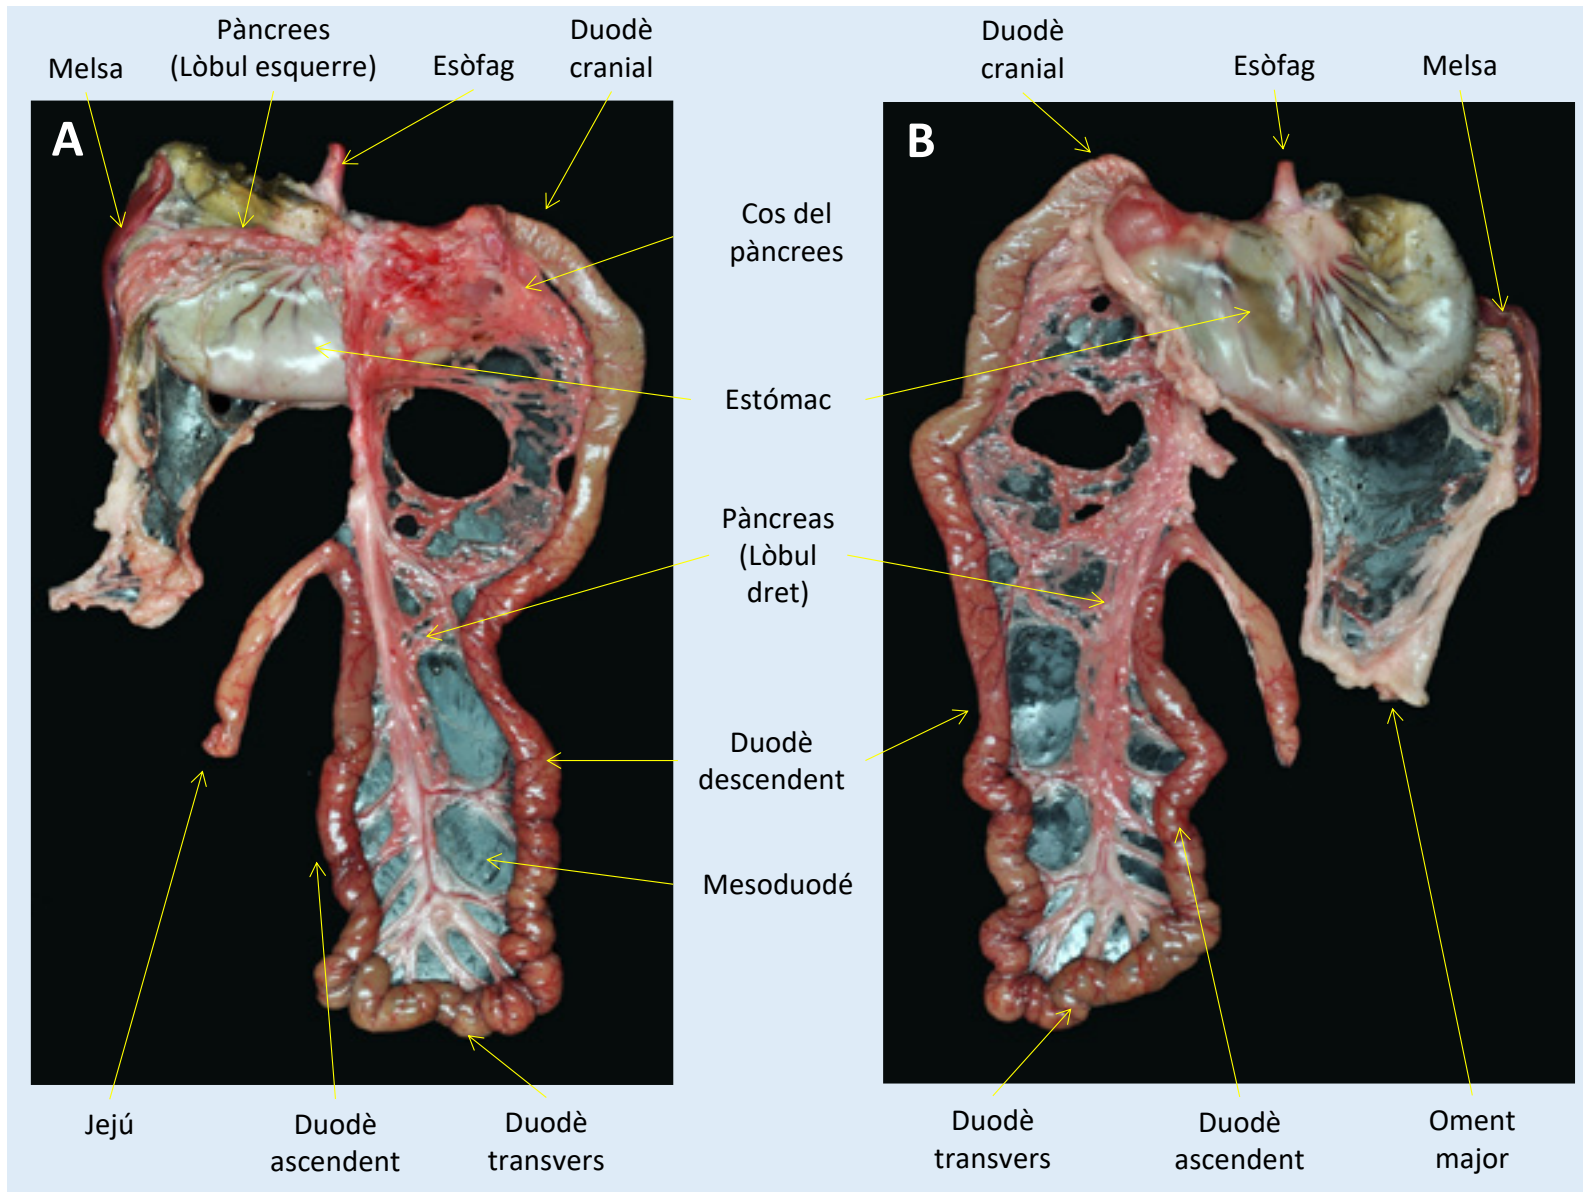 Melsa
Pàncrees
(Lòbul esquerre)
Esòfag
Duodè
cranial
Duodè
cranial
Esòfag
Melsa
A
B
Cos del
pàncrees
Estómac
Pàncreas
(Lòbul
dret)
Duodè
descendent
Mesoduodé
Jejú
Duodè
ascendent
Duodè
transvers
Duodè
transvers
Duodè
ascendent
Oment
major